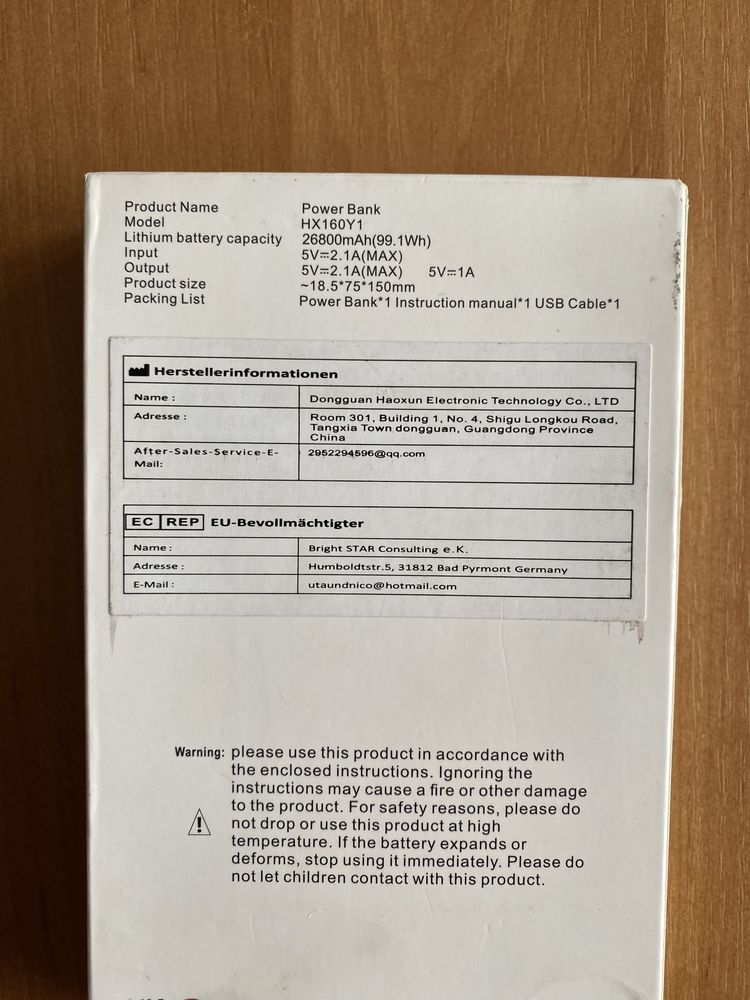 Product Name Power Bank
Model HX160Y1
Lithium battery capacity 26800mAh(99.1Wh)
Input 5V⎓2.1A(MAX)
Output 5V⎓2.1A(MAX) 5V⎓1A
Product size ~18.5*75*150mm
Packing List Power Bank*1 Instruction manual*1 USB Cable*1
Herstellerinformationen
Name : Dongguan Haoxun Electronic Technology Co., LTD
Adresse : Room 301, Building 1, No. 4, Shigu Longkou Road,
Tangxia Town dongguan, Guangdong Province
China
After-Sales-Service-E-
Mail: 2952294596@qq.com
EC REP EU-Bevollmächtigter
Name : Bright STAR Consulting e.K.
Adresse : Humboldtstr.5, 31812 Bad Pyrmont Germany
E-Mail : utaundnico@hotmail.com
Warning: please use this product in accordance with
the enclosed instructions. Ignoring the
instructions may cause a fire or other damage
to the product. For safety reasons, please do
not drop or use this product at high
temperature. If the battery expands or
deforms, stop using it immediately. Please do
not let children contact with this product.